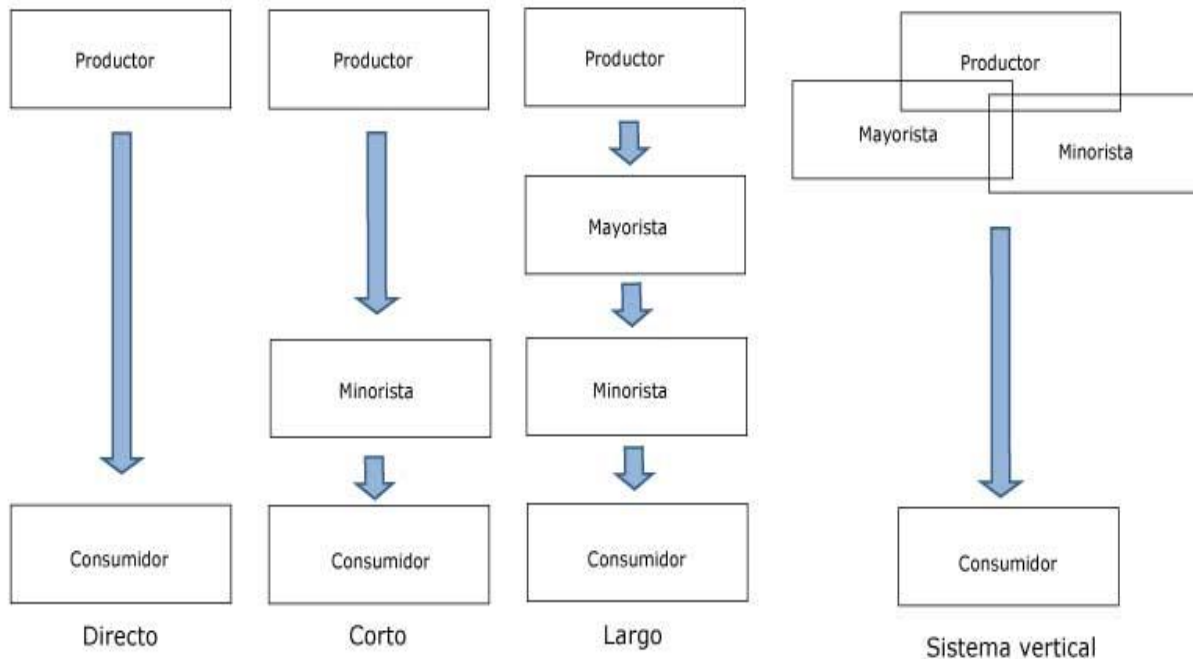 Productor
Consumidor
Directo
Productor
Minorista
Consumidor
Corto
Productor
Mayorista
Minorista
Consumidor
Largo
Productor
Mayorista
Minorista
Consumidor
Sistema vertical